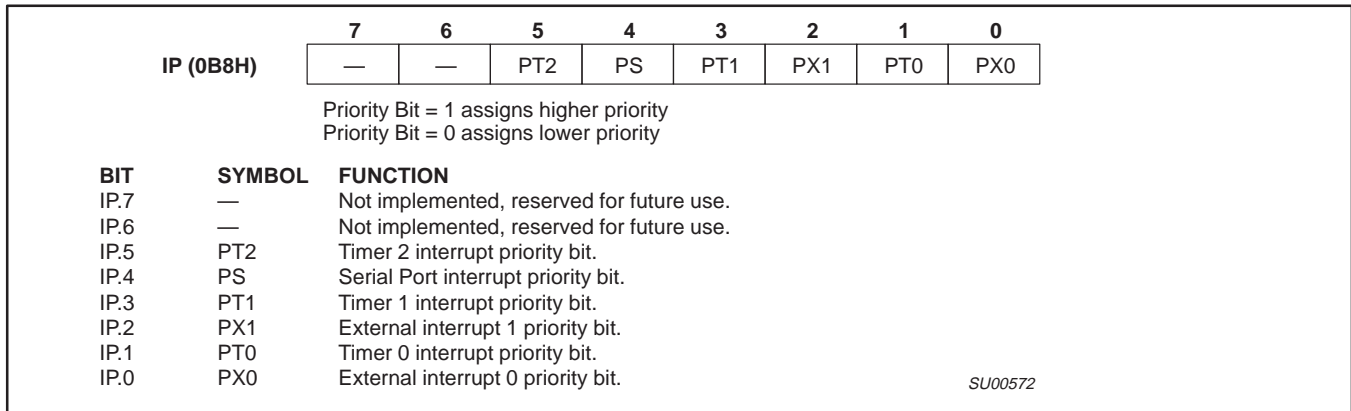 7 6 5 4 3 2 1 0
IP (0B8H) — — PT2 PS PT1 PX1 PT0 PX0
Priority Bit = 1 assigns higher priority
Priority Bit = 0 assigns lower priority
BIT SYMBOL FUNCTION
IP.7 — Not implemented, reserved for future use.
IP.6 — Not implemented, reserved for future use.
IP.5 PT2 Timer 2 interrupt priority bit.
IP.4 PS Serial Port interrupt priority bit.
IP.3 PT1 Timer 1 interrupt priority bit.
IP.2 PX1 External interrupt 1 priority bit.
IP.1 PT0 Timer 0 interrupt priority bit.
IP.0 PX0 External interrupt 0 priority bit.
SU00572